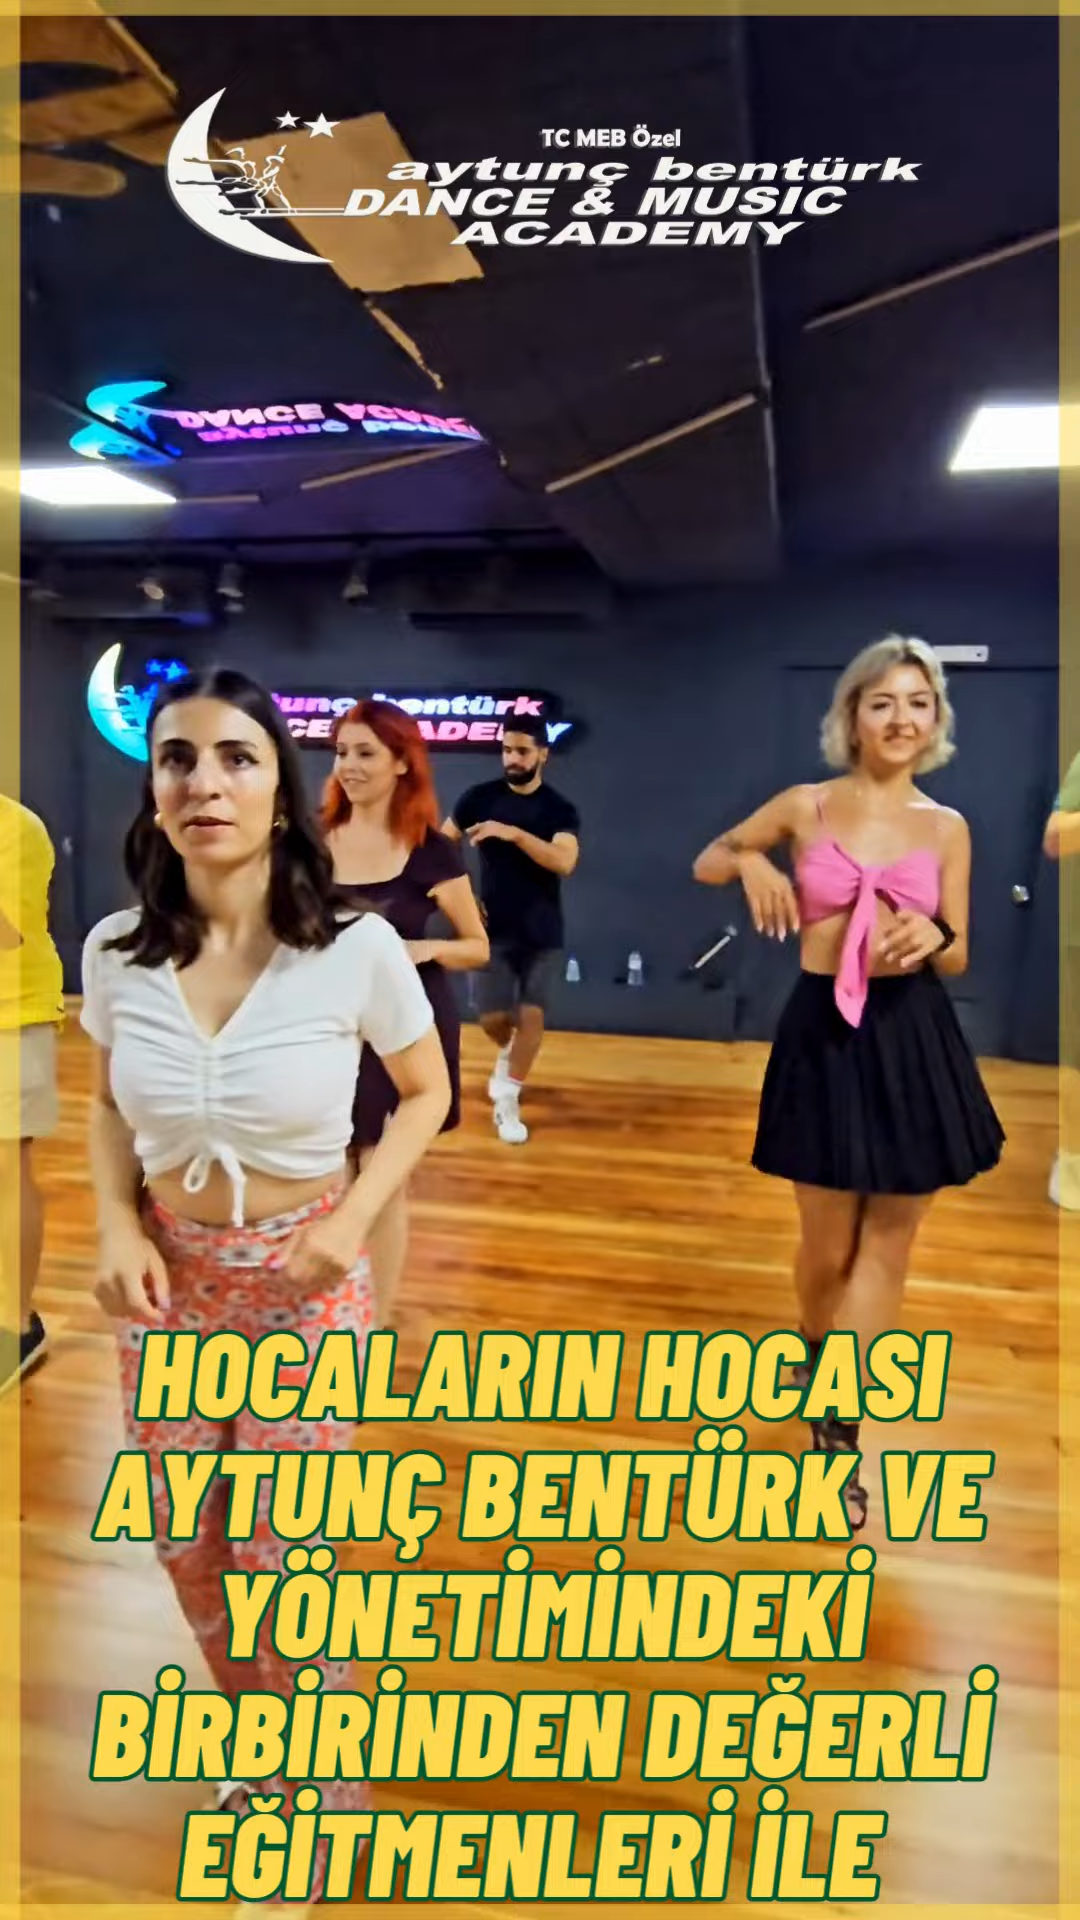 TC MEB Özel
aytunç bentürk
DANCE & MUSIC
ACADEMY
HOCALARIN HOCASI
AYTUNÇ BENTÜRK VE
YÖNETİMİNDEKİ
BİRBİRİNDEN DEĞERLİ
EĞİTMENLERİ İLE